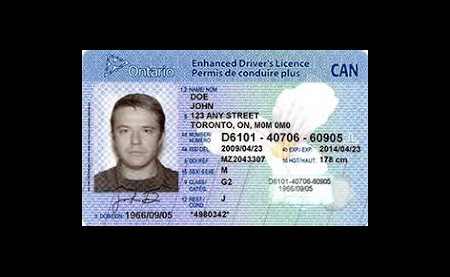 Ontario
Enhanced Driver's Licence
Permis de conduire plus
CAN
1,2 NAME/NOM
DOE
JOHN
123 ANY STREET
TORONTO, ON, M0M 0M0
NUMBER/
NUMÉRO
D6101 - 40706 - 60905
4a ISS/DÉL
2009/04/23
4b EXP/EXP
2014/04/23
5 DD/REF
MZ2043307
16 HGT/HAUT
178 cm
15 SEX/SEXE
M
9 CLASS/
CATÉG.
G2
12 REST/
COND
J
*4980342*
D6101-40706-60905
1966/09/05
3 DOB/DDN
1966/09/05